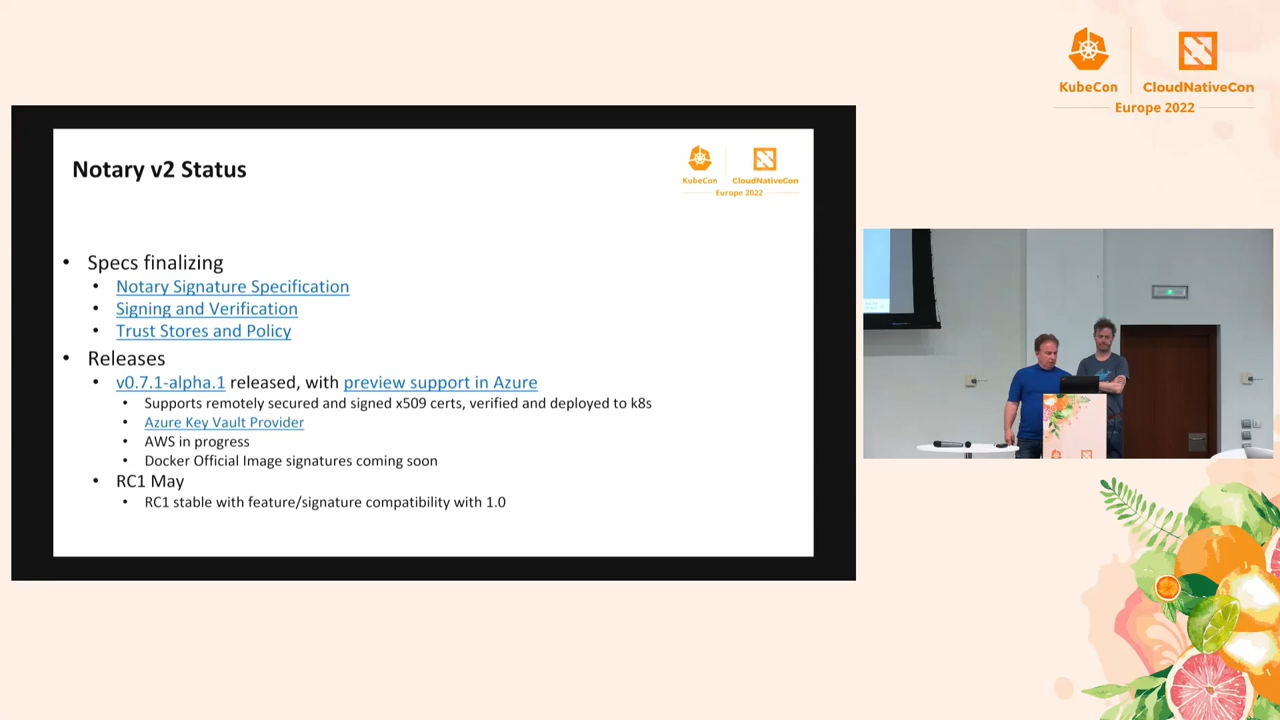 KubeCon
CloudNativeCon
Europe 2022
Notary v2 Status
KubeCon
CloudNativeCon
Europe 2022
• Specs finalizing
• Notary Signature Specification
• Signing and Verification
• Trust Stores and Policy
• Releases
• v0.7.1-alpha.1 released, with preview support in Azure
• Supports remotely secured and signed x509 certs, verified and deployed to k8s
• Azure Key Vault Provider
• AWS in progress
• Docker Official Image signatures coming soon
• RC1 May
• RC1 stable with feature/signature compatibility with 1.0